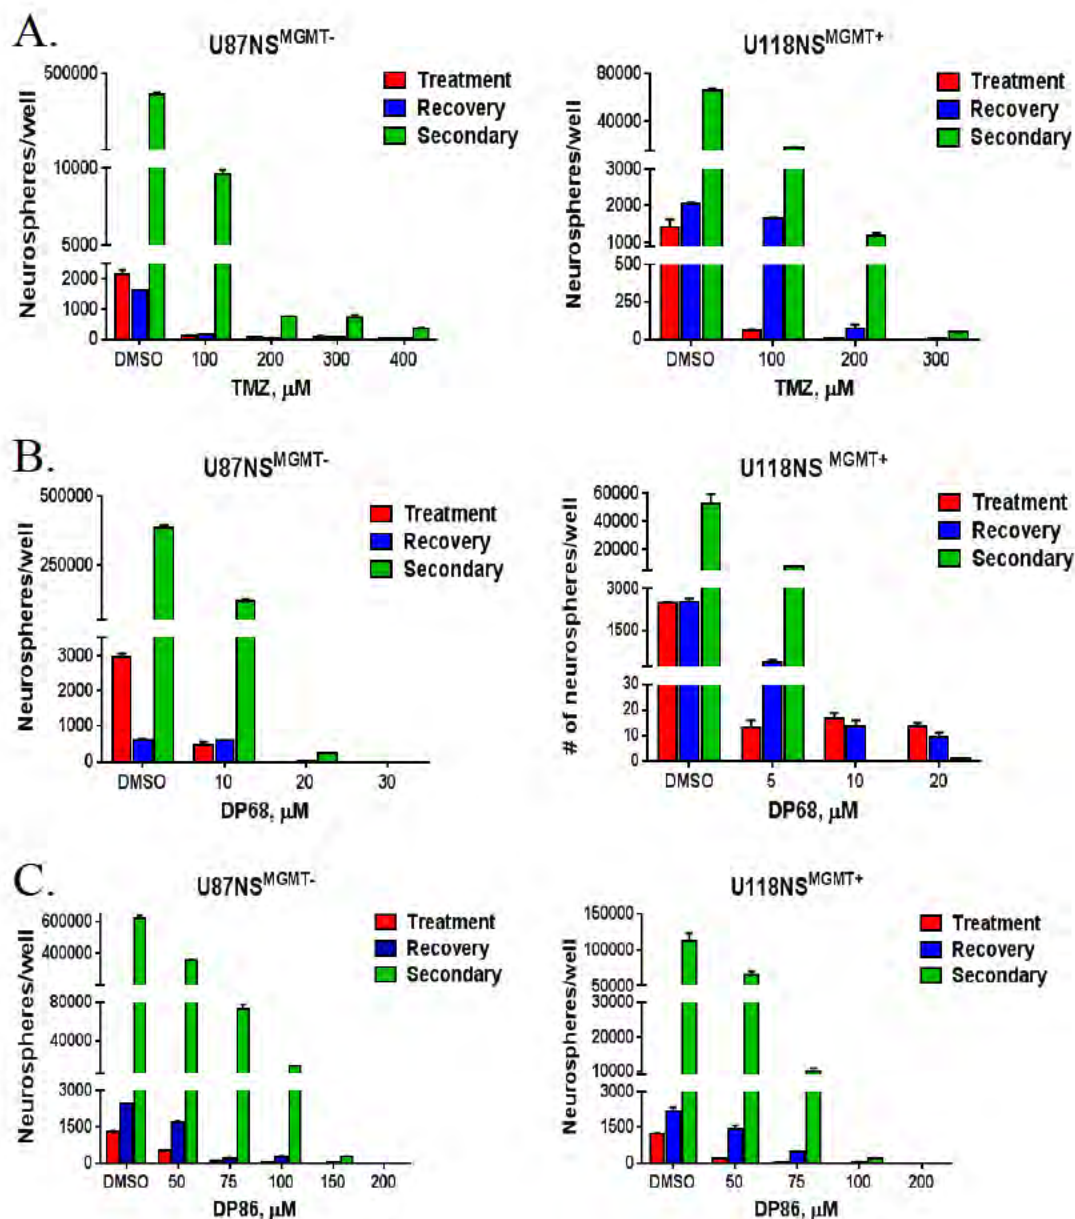 A.
U87NS^MGMT-
Neurospheres/well
500000
10000
5000
2000
1000
0
DMSO 100 200 300 400
TMZ, μM
Treatment
Recovery
Secondary
U118NS^MGMT+
Neurospheres/well
80000
40000
3000
2000
1000
500
250
0
DMSO 100 200 300
TMZ, μM
Treatment
Recovery
Secondary
B.
U87NS^MGMT-
Neurospheres/well
500000
250000
3000
2000
1000
0
DMSO 10 20 30
DP68, μM
Treatment
Recovery
Secondary
U118NS MGMT+
# of neurospheres/well
60000
40000
20000
3000
1500
30
20
10
0
DMSO 5 10 20
DP68, μM
Treatment
Recovery
Secondary
C.
U87NS^MGMT-
Neurospheres/well
600000
400000
80000
40000
3000
1500
0
DMSO 50 75 100 150 200
DP86, μM
Treatment
Recovery
Secondary
U118NS^MGMT+
Neurospheres/well
150000
100000
50000
30000
20000
10000
3000
1500
0
DMSO 50 75 100 200
DP86, μM
Treatment
Recovery
Secondary